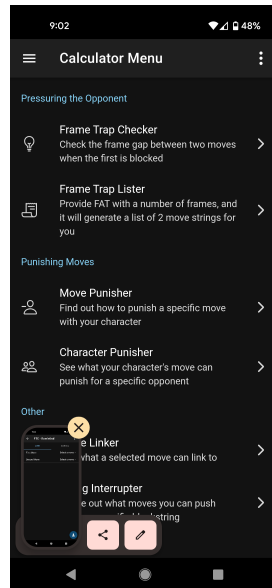 9:02
48%
Calculator Menu
Pressuring the Opponent
Frame Trap Checker
Check the frame gap between two moves
when the first is blocked
Frame Trap Lister
Provide FAT with a number of frames, and
it will generate a list of 2 move strings for
you
Punishing Moves
Move Punisher
Find out how to punish a specific move
with your character
Character Punisher
See what your character's move can
punish for a specific opponent
Other
e Linker
what a selected move can link to
g Interrupter
e out what moves you can push
string